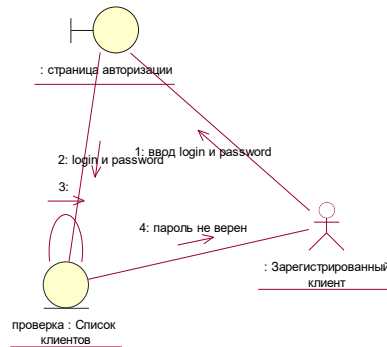 : страница авторизации
1: ввод login и password
2: login и password
3:
4: пароль не верен
: Зарегистрированный
клиент
проверка : Список
клиентов